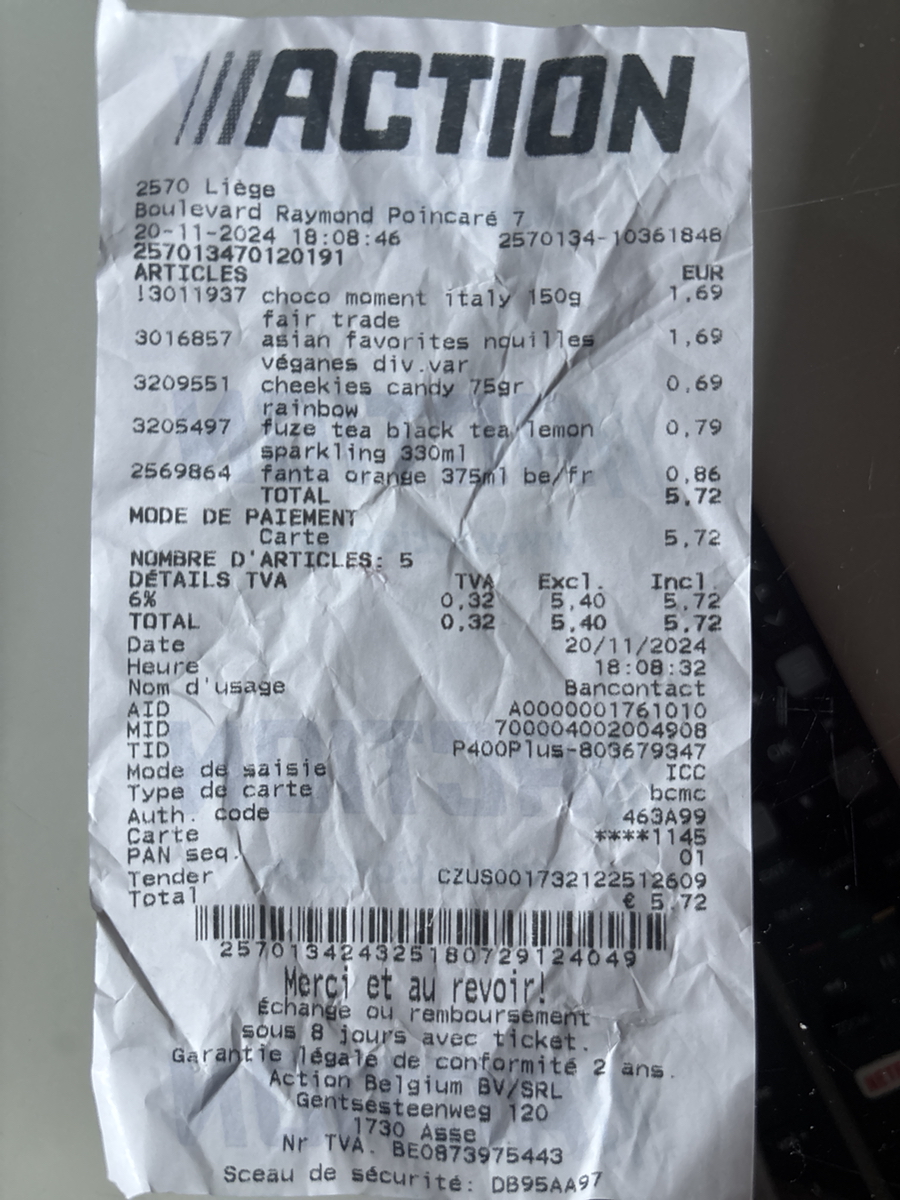 ACTION
2570 Liège
Boulevard Raymond Poincaré 7
20-11-2024 18:08:46 2570134-10361848
257013470120191
ARTICLES EUR
!3011937 choco moment italy 150g 1,69
fair trade
3016857 asian favorites nouilles 1,69
véganes div.var
3209551 cheekies candy 75gr 0,69
rainbow
3205497 fuze tea black tea lemon 0,79
sparkling 330ml
2569864 fanta orange 375ml be/fr 0,86
TOTAL 5,72
MODE DE PAIEMENT
Carte 5,72
NOMBRE D'ARTICLES: 5
DÉTAILS TVA TVA Excl. Incl.
6% 0,32 5,40 5,72
TOTAL 0,32 5,40 5,72
Date 20/11/2024
Heure 18:08:32
Nom d'usage Bancontact
AID A0000001761010
MID 700004002004908
TID P400Plus-803679347
Mode de saisie ICC
Type de carte bcmc
Auth. code 463A99
Carte ****1145
PAN seq. 01
Tender CZUS001732122512609
Total € 5,72
257013424325180729124049
Merçi et au revoir!
Échange ou remboursement
sous 8 jours avec ticket.
Garantie légale de conformité 2 ans.
Action Belgium BV/SRL
Gentsesteenweg 120
1730 Asse
Nr TVA. BE0873975443
Sceau de sécurité: DB95AA97